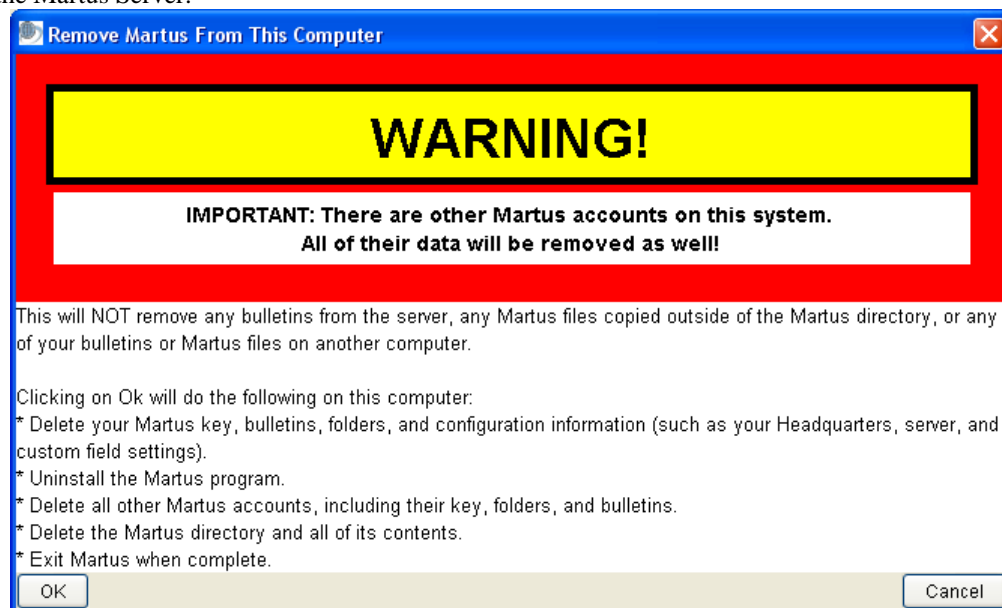 the Martus Server.
Remove Martus From This Computer
WARNING!
IMPORTANT: There are other Martus accounts on this system.
All of their data will be removed as well!
This will NOT remove any bulletins from the server, any Martus files copied outside of the Martus directory, or any
of your bulletins or Martus files on another computer.
Clicking on Ok will do the following on this computer:
* Delete your Martus key, bulletins, folders, and configuration information (such as your Headquarters, server, and
custom field settings).
* Uninstall the Martus program.
* Delete all other Martus accounts, including their key, folders, and bulletins.
* Delete the Martus directory and all of its contents.
* Exit Martus when complete.
OK Cancel